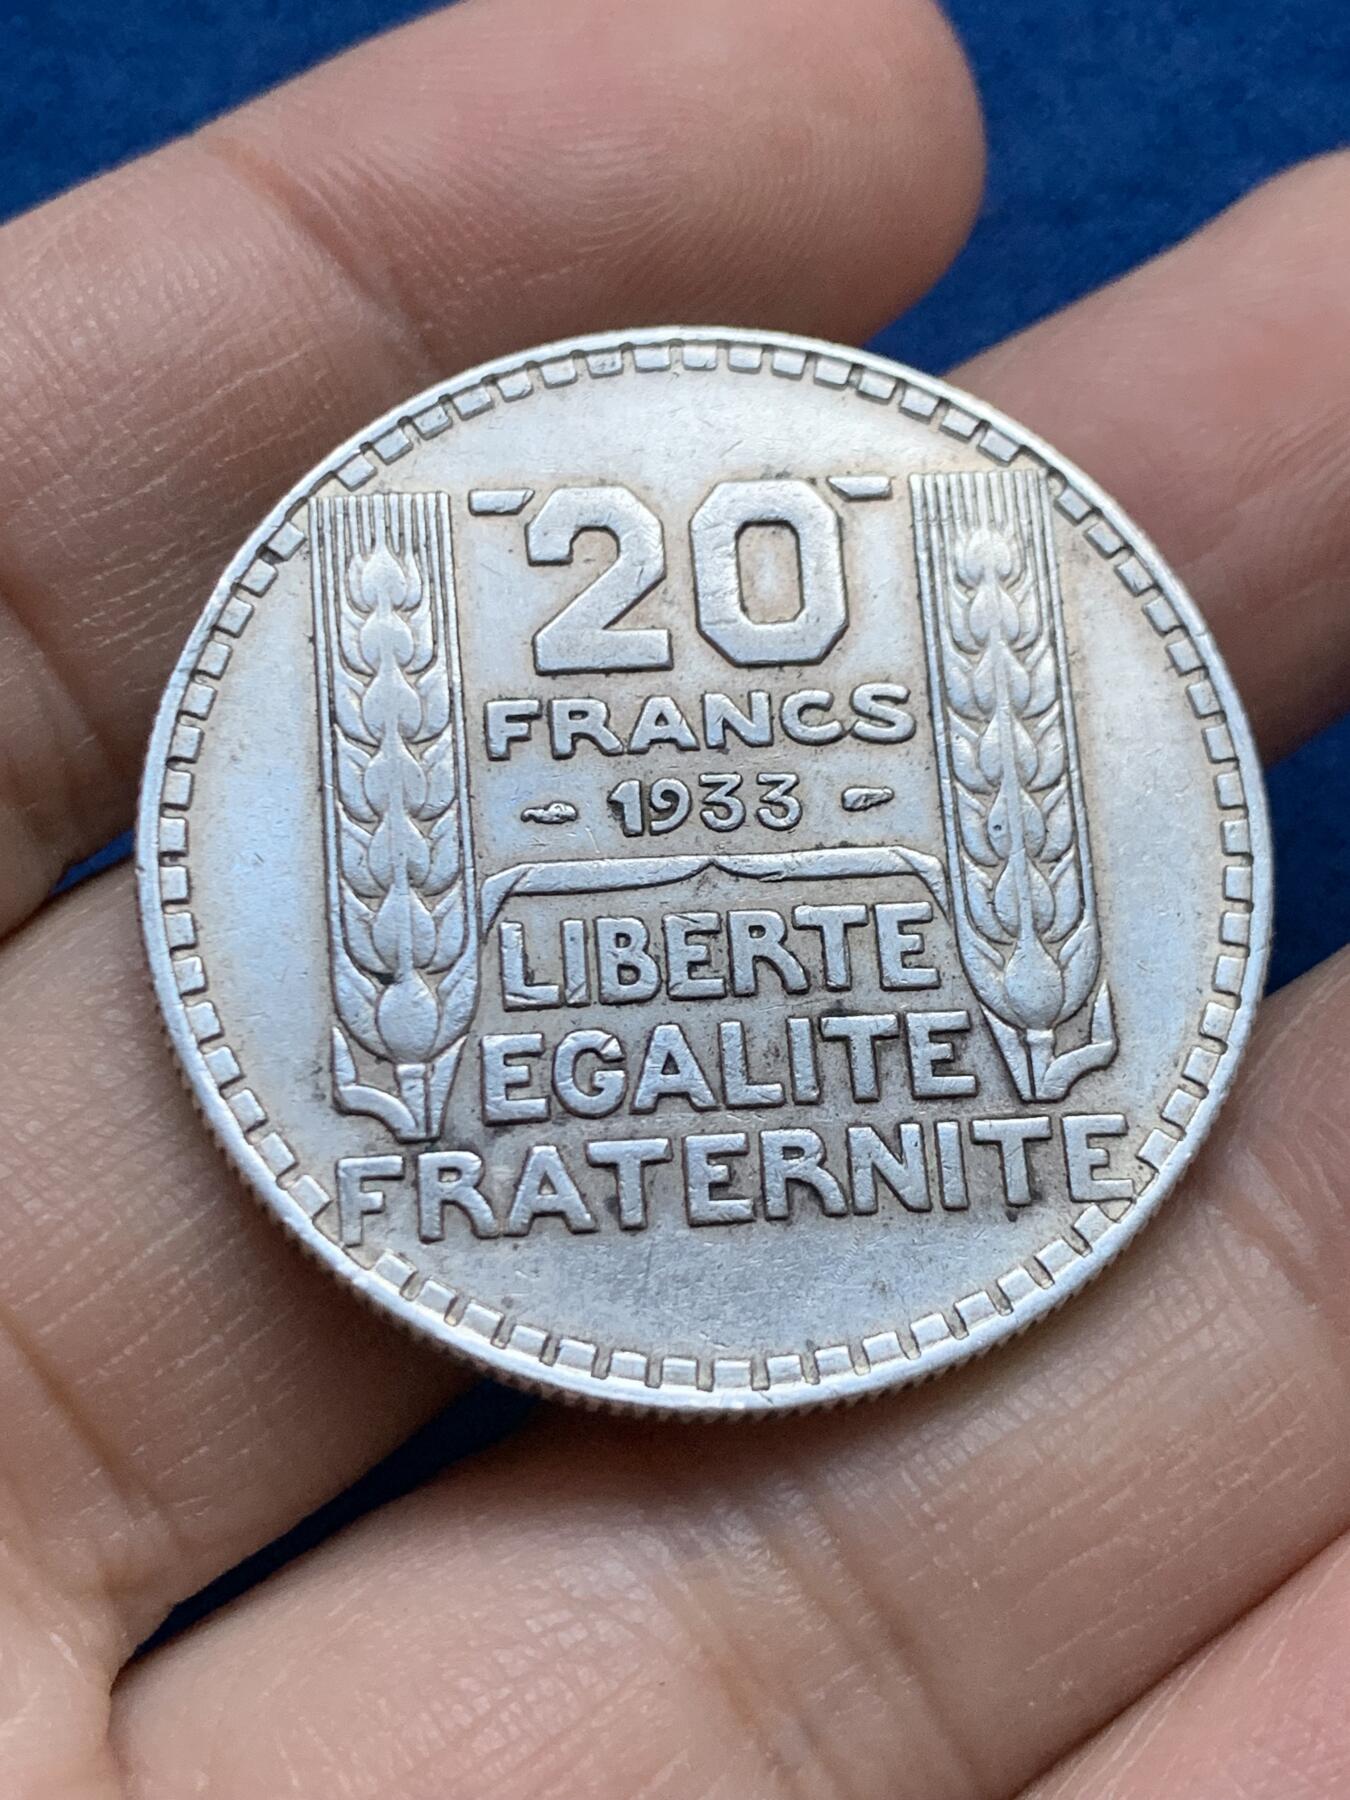 20
FRANCS
1933
LIBERTE
EGALITE
FRATERNITE